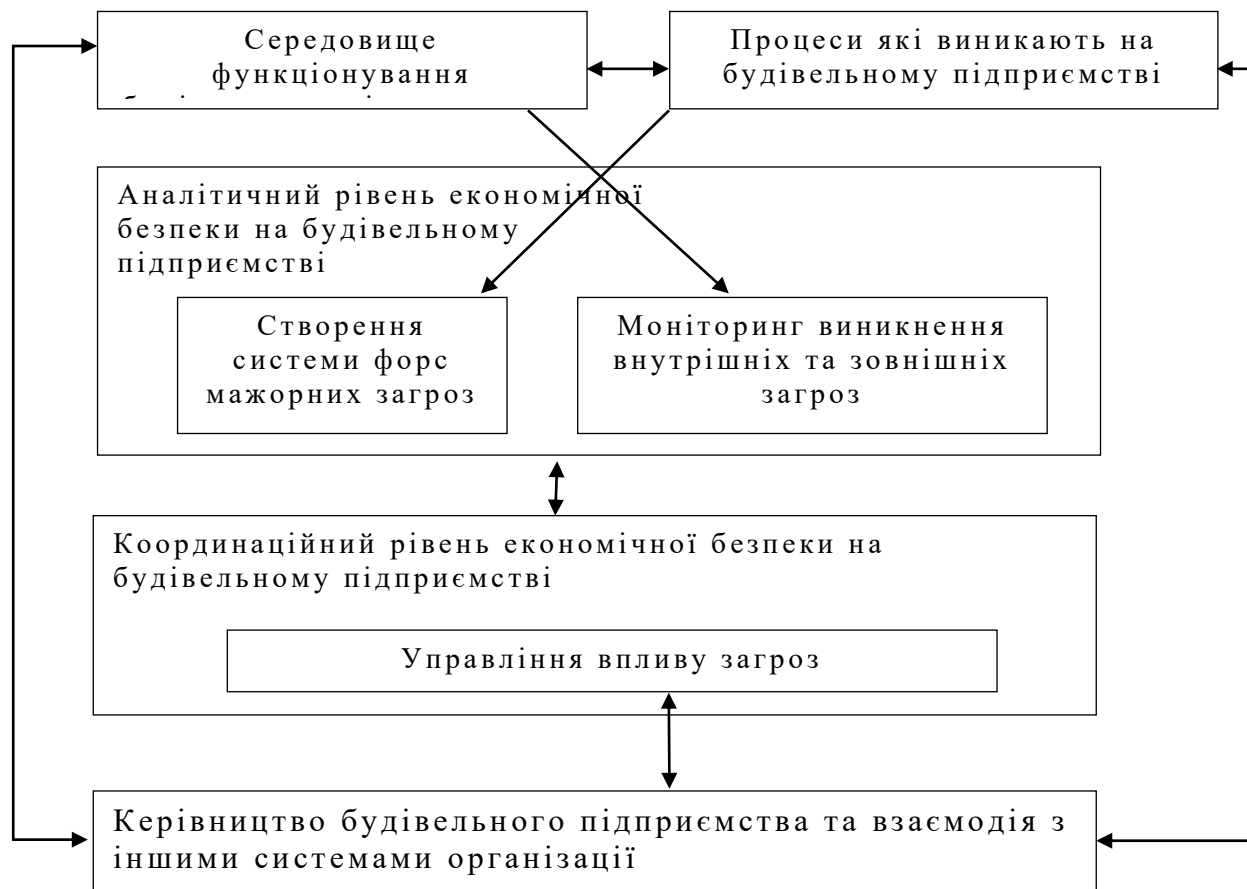 Середовище
функціонування
Процеси які виникають на
будівельному підприємстві
Аналітичний рівень економічної
безпеки на будівельному
підприємстві
Створення
системи форс
мажорних загроз
Моніторинг виникнення
внутрішніх та зовнішніх
загроз
Координаційний рівень економічної безпеки на
будівельному підприємстві
Управління впливу загроз
Керівництво будівельного підприємства та взаємодія з
іншими системами організації